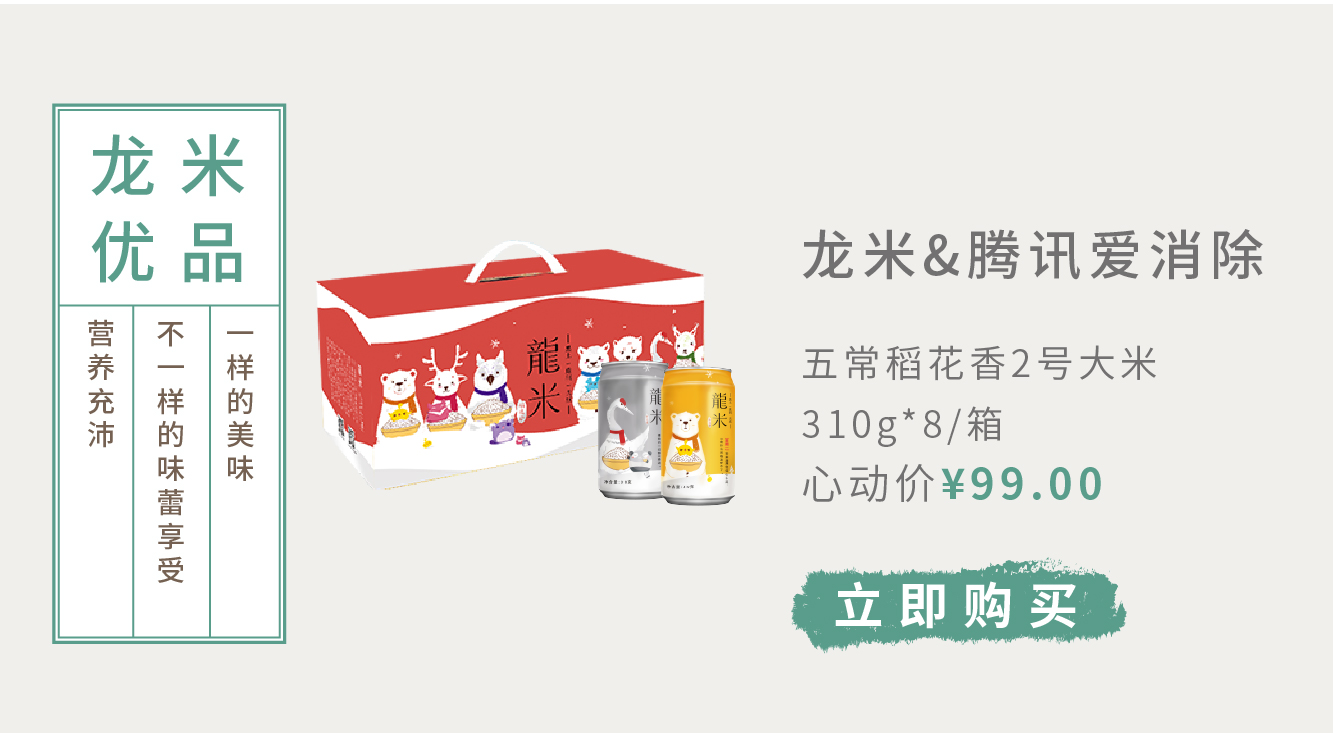 龙米
优品
一样的美味
不一样的味蕾享受
营养充沛
龍米
龍米
龍米
龙米&腾讯爱消除
五常稻花香2号大米
310g*8/箱
心动价¥99.00
立即购买